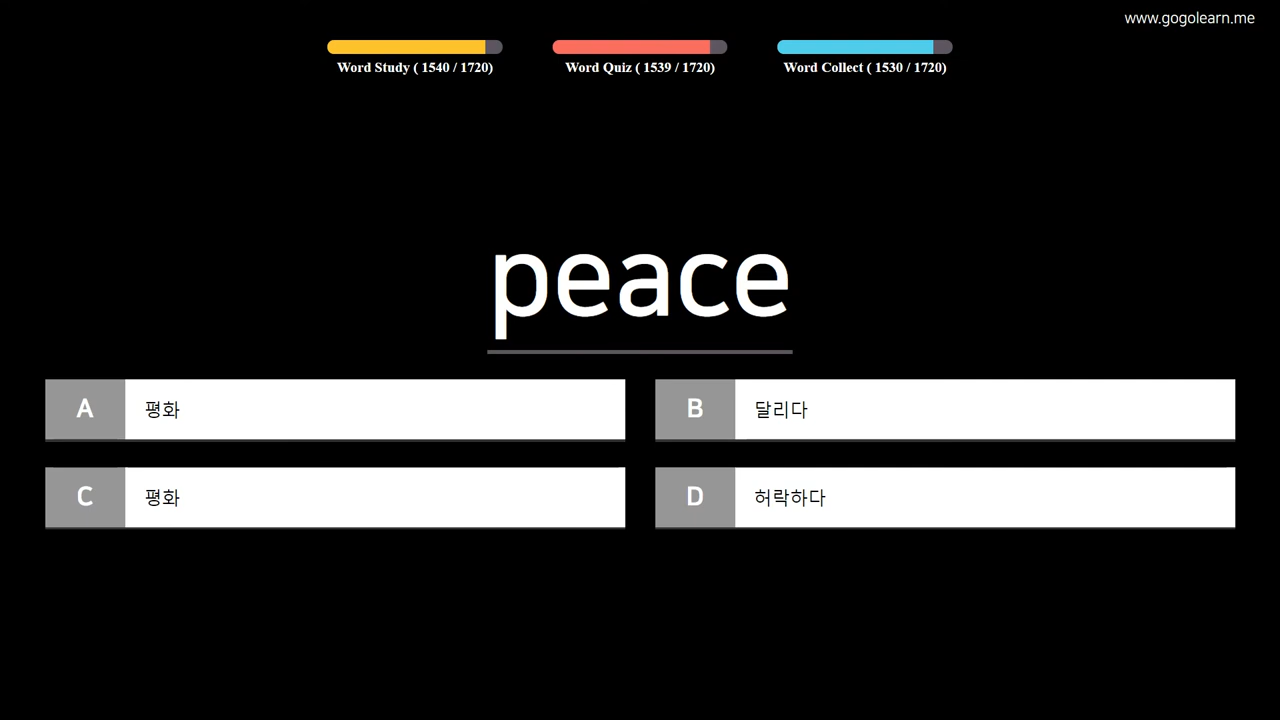 www.gogolearn.me
Word Study ( 1540 / 1720)
Word Quiz ( 1539 / 1720)
Word Collect ( 1530 / 1720)
peace
A 평화
B 달리다
C 평화
D 허락하다